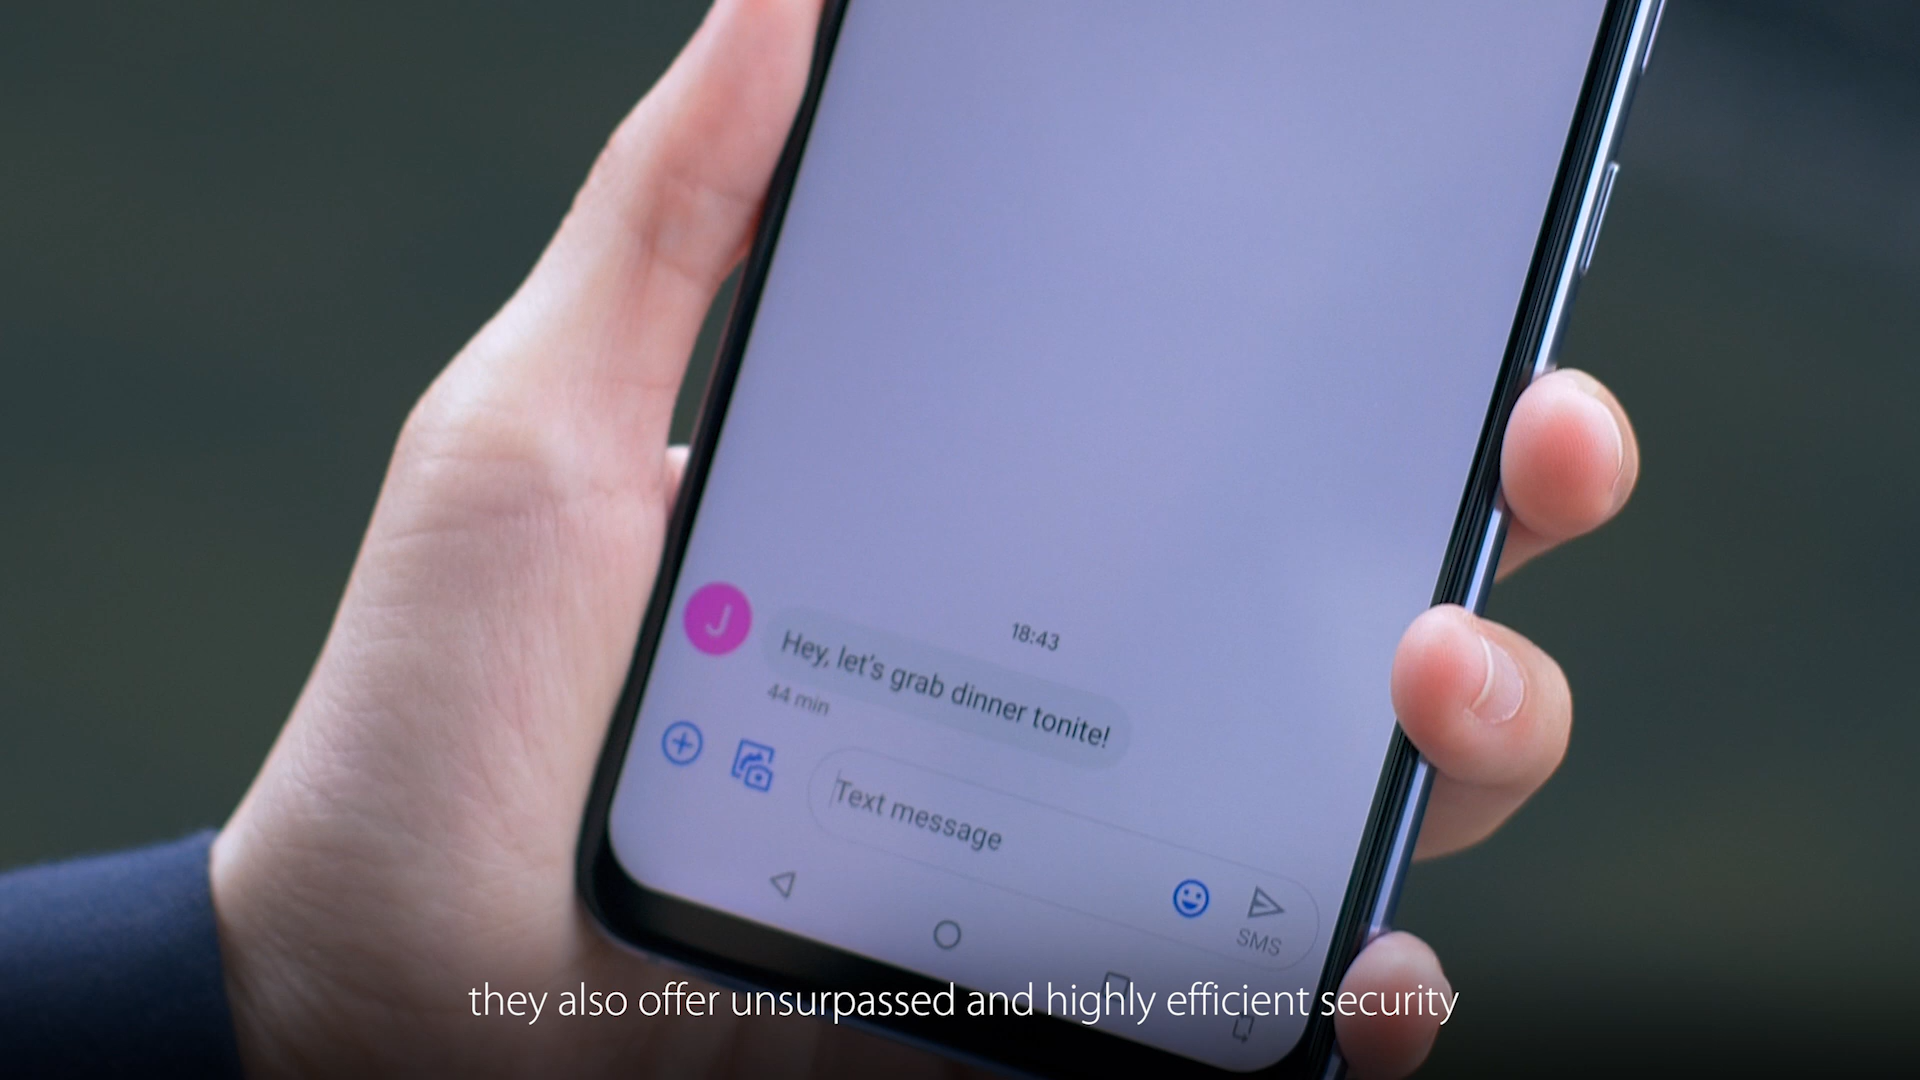 18:43
J
Hey, let's grab dinner tonite!
44 min
Text message
SMS
they also offer unsurpassed and highly efficient security